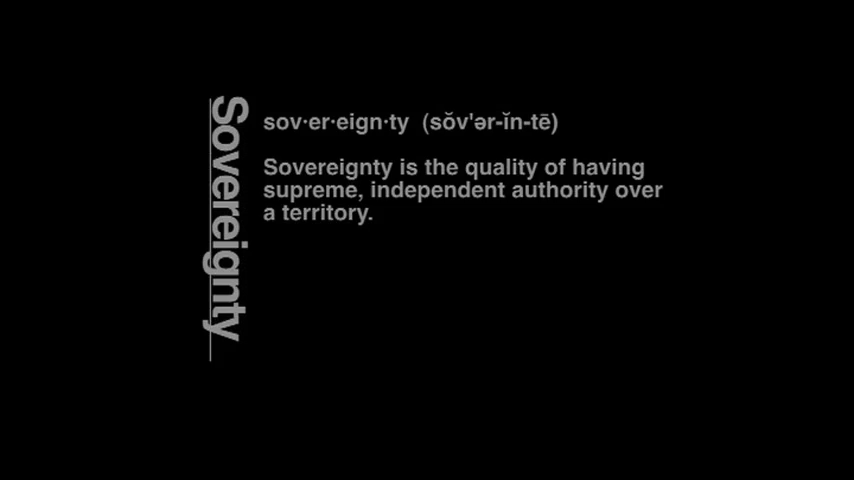 Sovereignty
sov·er·eign·ty (sŏv'ər-ĭn-tē)
Sovereignty is the quality of having
supreme, independent authority over
a territory.